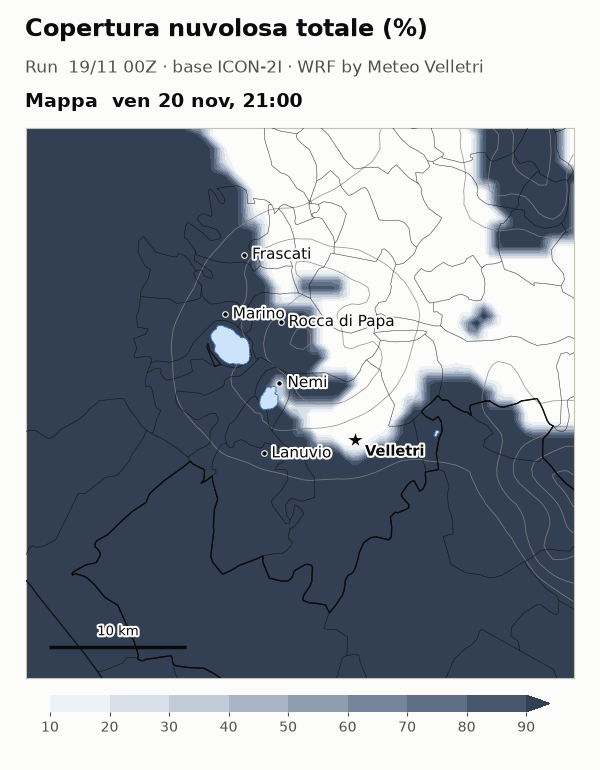 Copertura nuvolosa totale (%)
Run  19/11 00Z · base ICON-2I · WRF by Meteo Velletri
Mappa  ven 20 nov, 21:00
Frascati
Marino
Rocca di Papa
Nemi
Velletri
Lanuvio
10 km
10 20 30 40 50 60 70 80 90